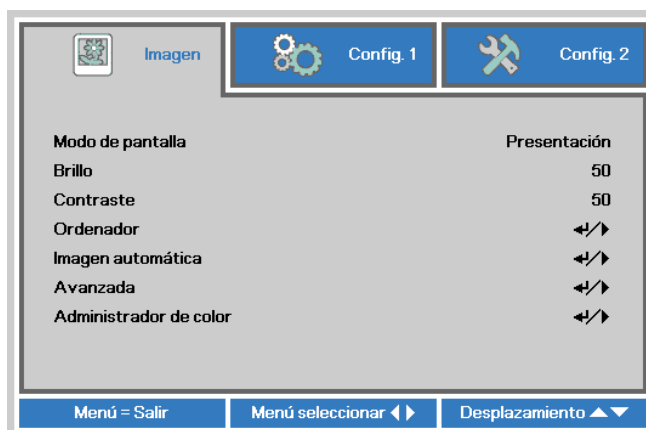 Imagen Config. 1 Config. 2
Modo de pantalla Presentación
Brillo 50
Contraste 50
Ordenador ↵/▶
Imagen automática ↵/▶
Avanzada ↵/▶
Administrador de color ↵/▶
Menú = Salir Menú seleccionar ◀▶ Desplazamiento ▲▼